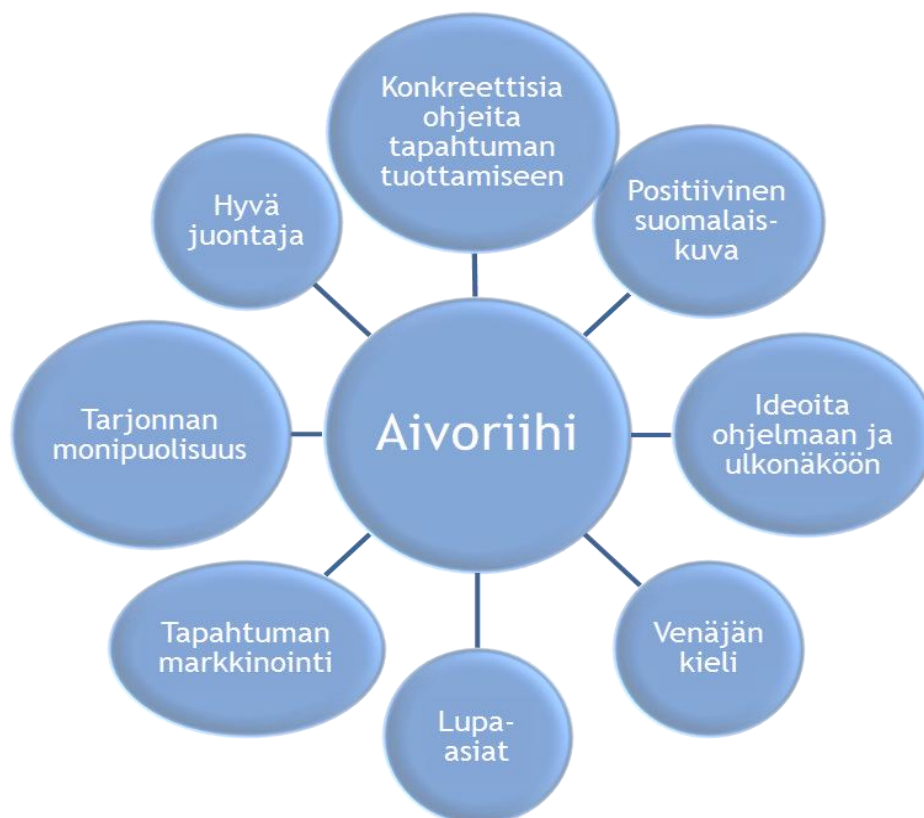 Konkreettisia
ohjeita
tapahtuman
tuottamiseen
Positiivinen
suomalais-
kuva
Ideoita
ohjelmaan ja
ulkonäköön
Venäjän
kieli
Lupa-
asiat
Tapahtuman
markkinointi
Tarjonnan
monipuolisuus
Hyvä
juontaja
Aivoriihi